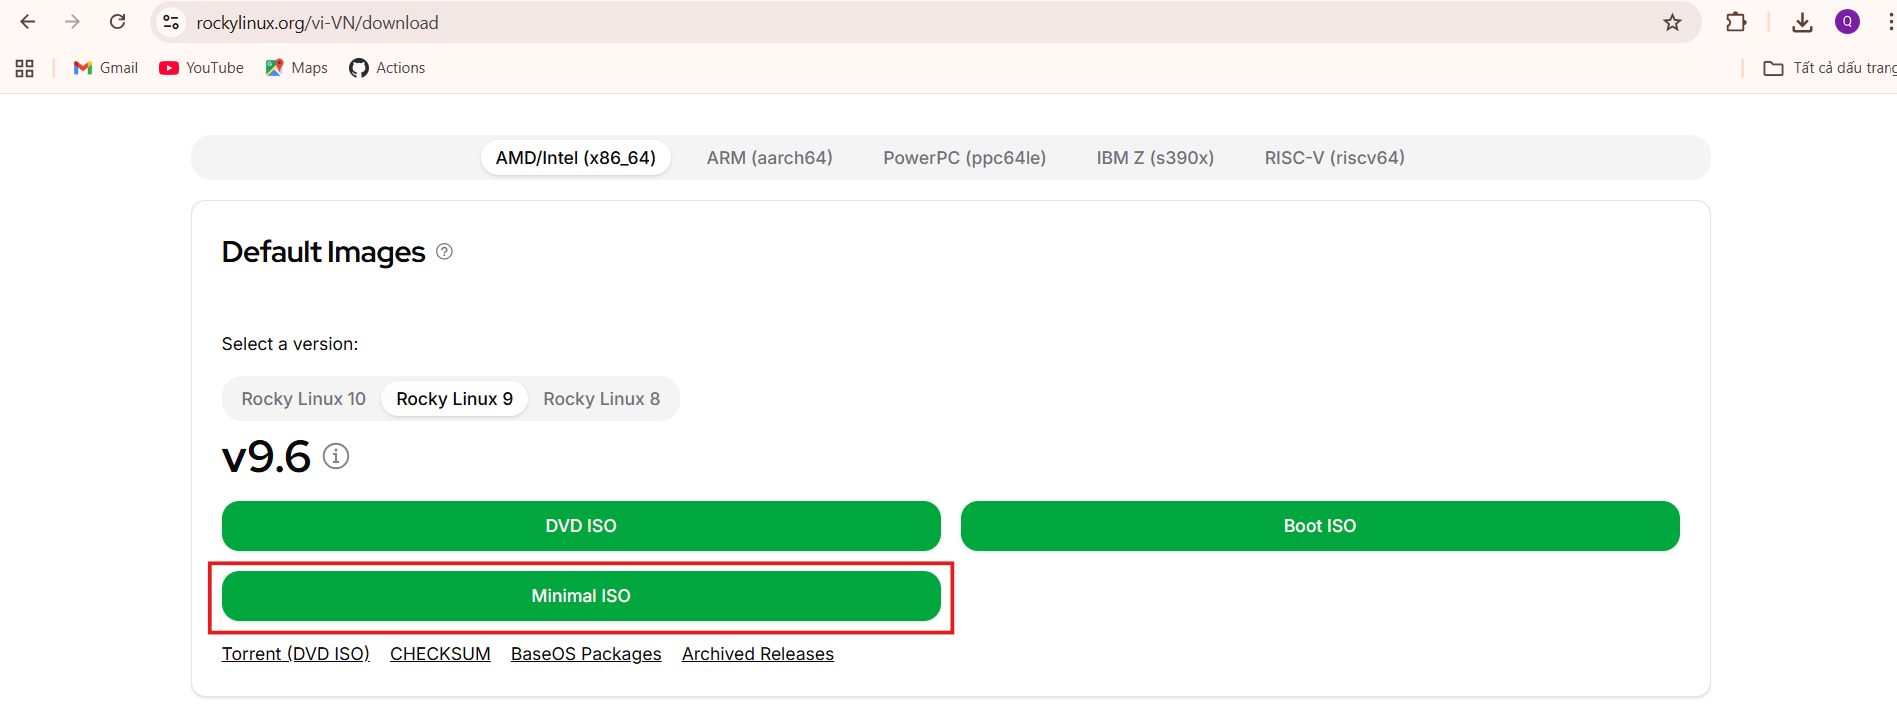 rockylinux.org/vi-VN/download
Q
Gmail YouTube Maps Actions Tất cả dấu trang
AMD/Intel (x86_64) ARM (aarch64) PowerPC (ppc64le) IBM Z (s390x) RISC-V (riscv64)
Default Images ?
Select a version:
Rocky Linux 10 Rocky Linux 9 Rocky Linux 8
v9.6 i
DVD ISO Boot ISO
Minimal ISO
Torrent (DVD ISO) CHECKSUM BaseOS Packages Archived Releases